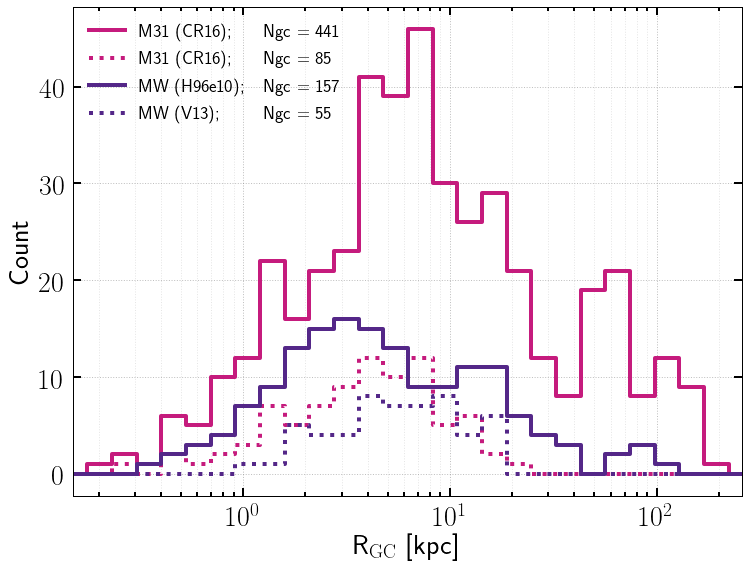 M31 (CR16); Ngc = 441
M31 (CR16); Ngc = 85
MW (H96e10); Ngc = 157
MW (V13); Ngc = 55
Count
40
30
20
10
0
10^0 10^1 10^2
R_GC [kpc]